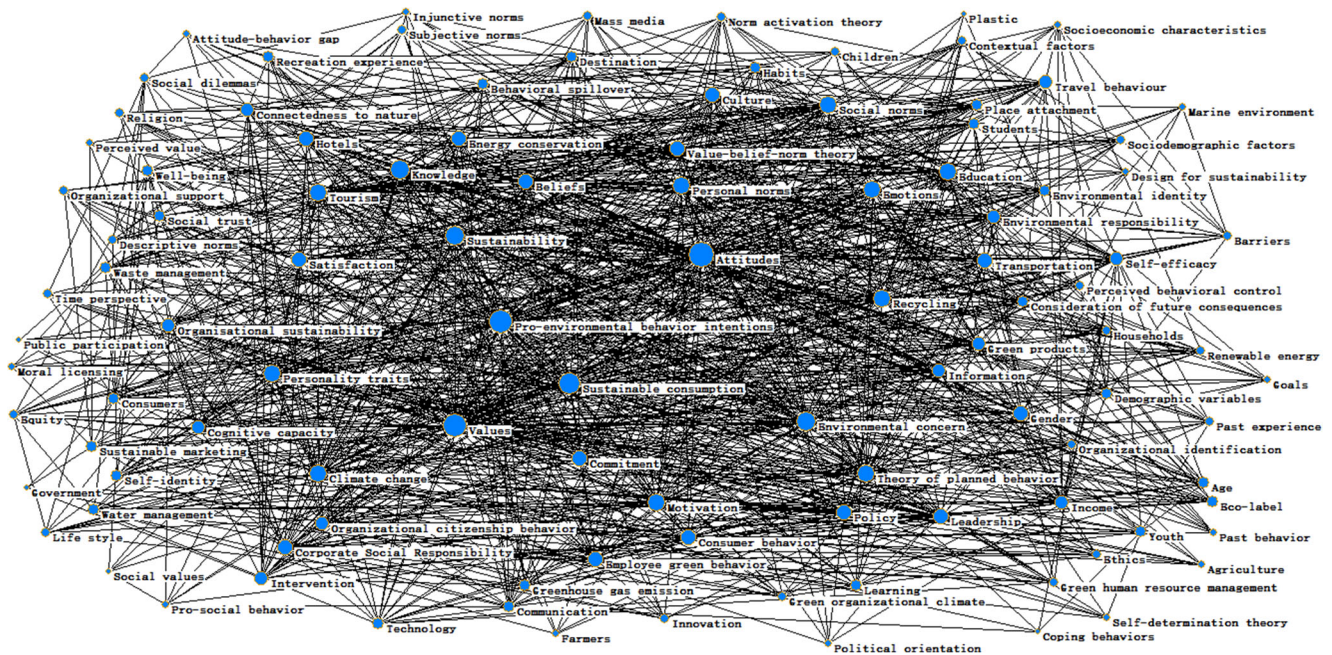 Injunctive norms
Mass media
Norm activation theory
Plastic
Subjective norms
Socioeconomic characteristics
Attitude-behavior gap
Contextual factors
Recreation experience
Destination
Children
Habits
Social dilemmas
Behavioral spillover
Travel behaviour
Culture
Social norms
Place attachment
Marine environment
Connectedness to nature
Religion
Students
Hotels
Energy conservation
Sociodemographic factors
Perceived value
Value-belief-norm theory
Well-being
Knowledge
Education
Design for sustainability
Beliefs
Personal norms
Emotions
Organizational support
Tourism
Environmental identity
Social trust
Environmental responsibility
Descriptive norms
Sustainability
Barriers
Attitudes
Satisfaction
Transportation
Self-efficacy
Waste management
Perceived behavioral control
Time perspective
Recycling
Consideration of future consequences
Organisational sustainability
Pro-environmental behavior intentions
Households
Public participation
Green products
Renewable energy
Moral licensing
Personality traits
Information
Goals
Sustainable consumption
Consumers
Demographic variables
Equity
Values
Environmental concern
Gender
Past experience
Cognitive capacity
Sustainable marketing
Organizational identification
Commitment
Self-identity
Climate change
Theory of planned behavior
Government
Age
Motivation
Income
Eco-label
Water management
Policy
Leadership
Organizational citizenship behavior
Life style
Consumer behavior
Youth
Past behavior
Corporate Social Responsibility
Employee green behavior
Ethics
Agriculture
Social values
Intervention
Greenhouse gas emission
Learning
Green human resource management
Pro-social behavior
Communication
Green organizational climate
Technology
Innovation
Self-determination theory
Farmers
Coping behaviors
Political orientation